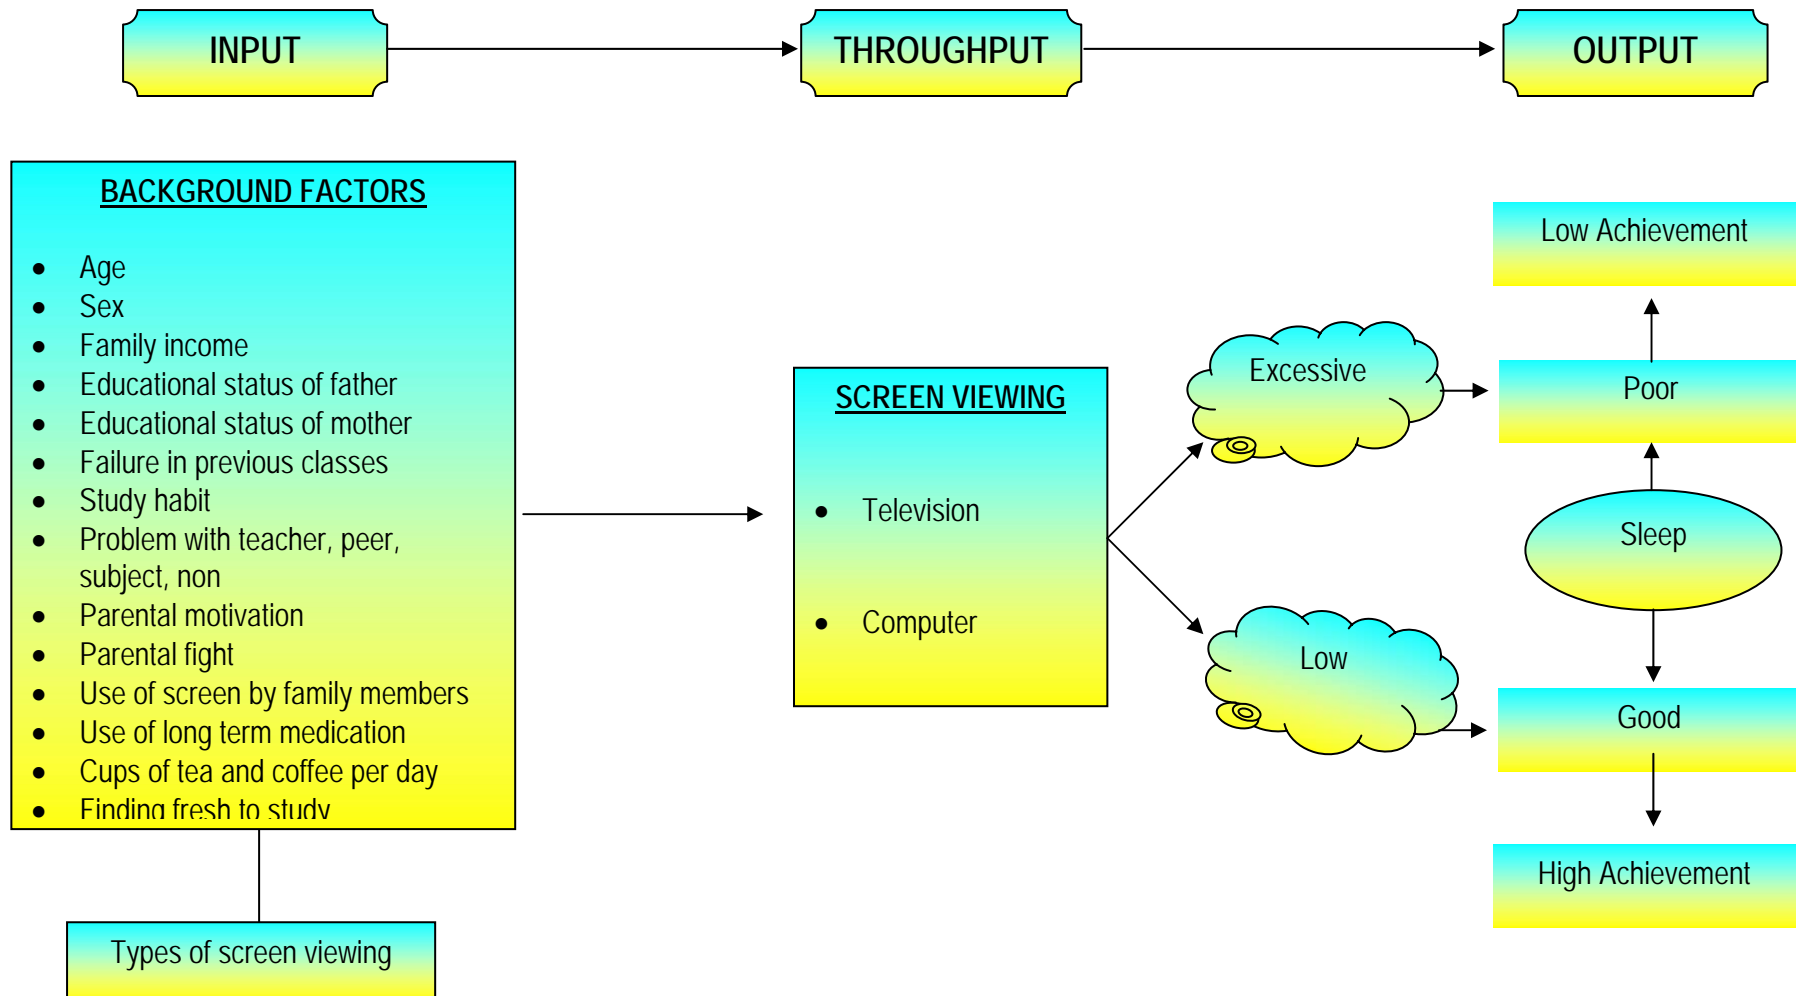 INPUT
THROUGHPUT
OUTPUT
BACKGROUND FACTORS
• Age
• Sex
• Family income
• Educational status of father
• Educational status of mother
• Failure in previous classes
• Study habit
• Problem with teacher, peer,
subject, non
• Parental motivation
• Parental fight
• Use of screen by family members
• Use of long term medication
• Cups of tea and coffee per day
• Finding fresh to study
Types of screen viewing
SCREEN VIEWING
• Television
• Computer
Excessive
Low
Low Achievement
Poor
Sleep
Good
High Achievement